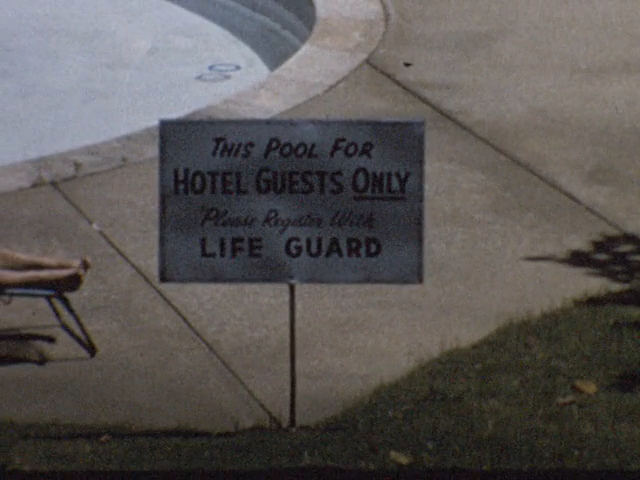 THIS POOL FOR
HOTEL GUESTS ONLY
Please Register With
LIFE GUARD